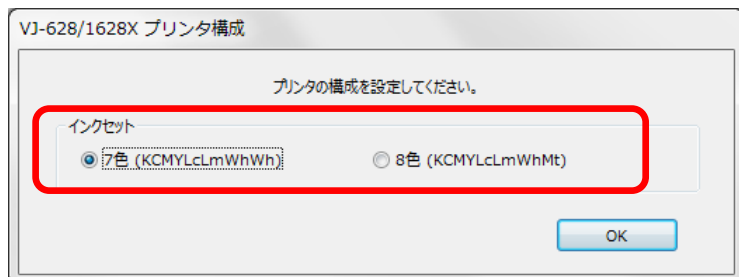 VJ-628/1628X プリンタ構成
プリンタの構成を設定してください。
インクセット
7色 (KCMYLcLmWhWh) 8色 (KCMYLcLmWhMt)
OK